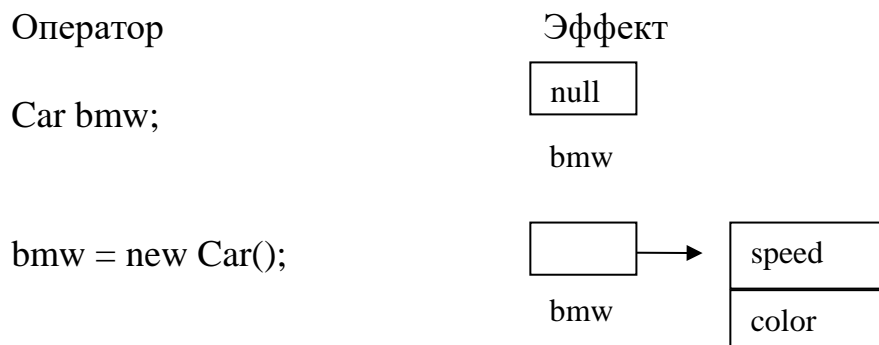 Оператор Эффект
null
Car bmw;
bmw
bmw = new Car(); speed
bmw
color